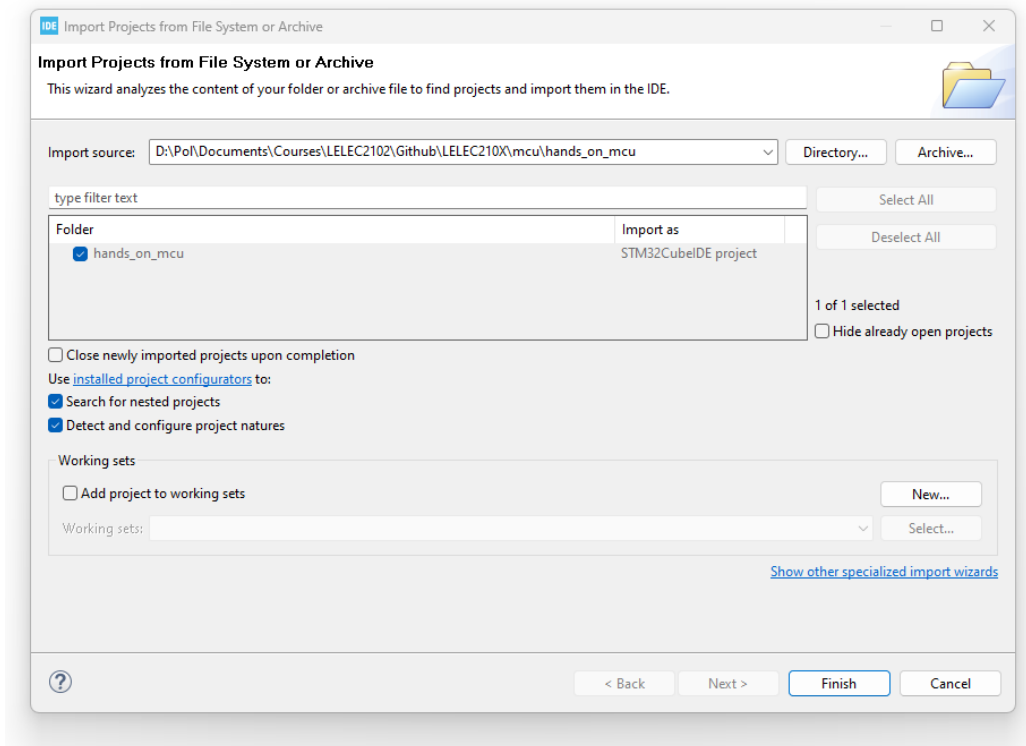 IDE Import Projects from File System or Archive
Import Projects from File System or Archive
This wizard analyzes the content of your folder or archive file to find projects and import them in the IDE.
Import source: D:\Pol\Documents\Courses\LELEC2102\Github\LELEC210X\mcu\hands_on_mcu Directory... Archive...
type filter text Select All
Folder Import as Deselect All
hands_on_mcu STM32CubeIDE project
1 of 1 selected
Hide already open projects
Close newly imported projects upon completion
Use installed project configurators to:
Search for nested projects
Detect and configure project natures
Working sets
Add project to working sets New...
Working sets: Select...
Show other specialized import wizards
? < Back Next > Finish Cancel